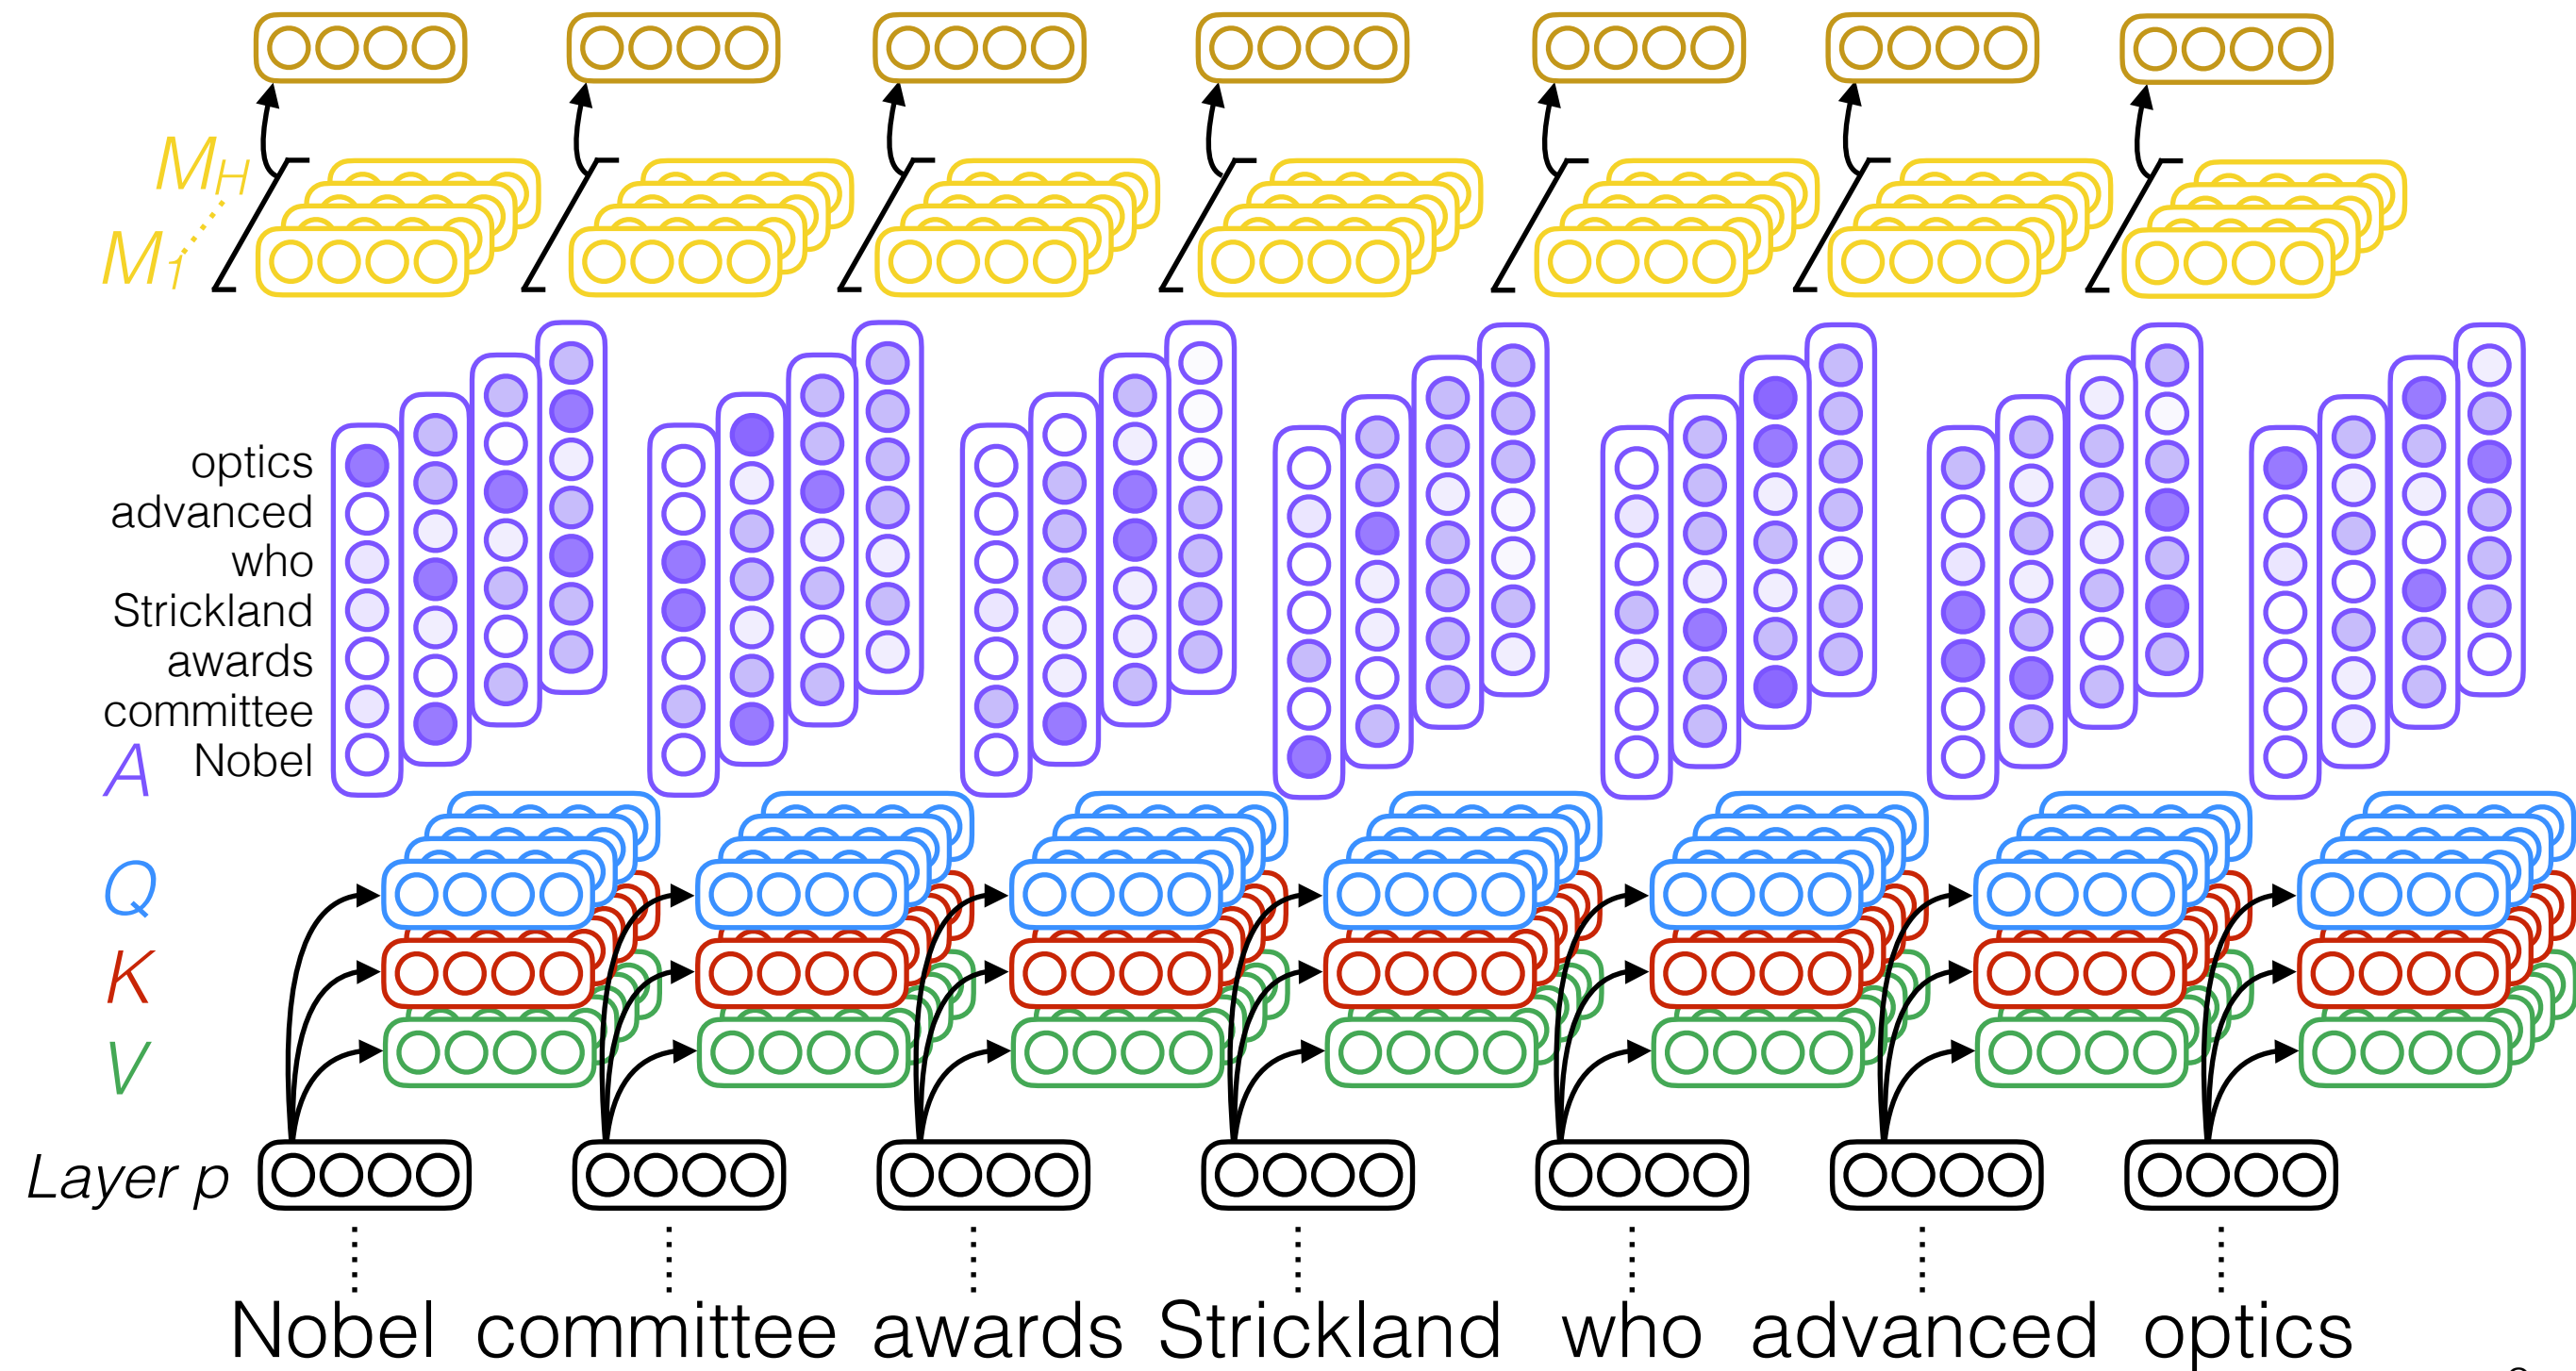 M_H
M_1
optics
advanced
who
Strickland
awards
committee
A Nobel
Q
K
V
Layer p
Nobel committee awards Strickland who advanced optics